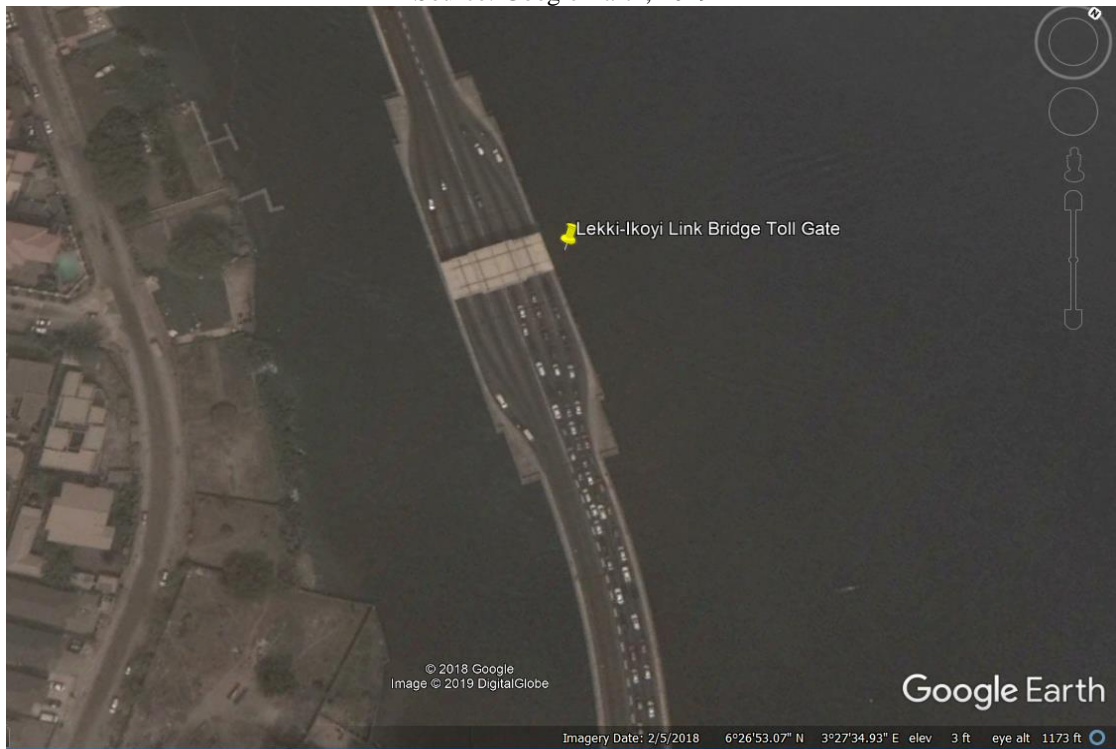 N
Lekki-Ikoyi Link Bridge Toll Gate
© 2018 Google
Image © 2019 DigitalGlobe
Google Earth
Imagery Date: 2/5/2018 6°26'53.07" N 3°27'34.93" E elev 3 ft eye alt 1173 ft